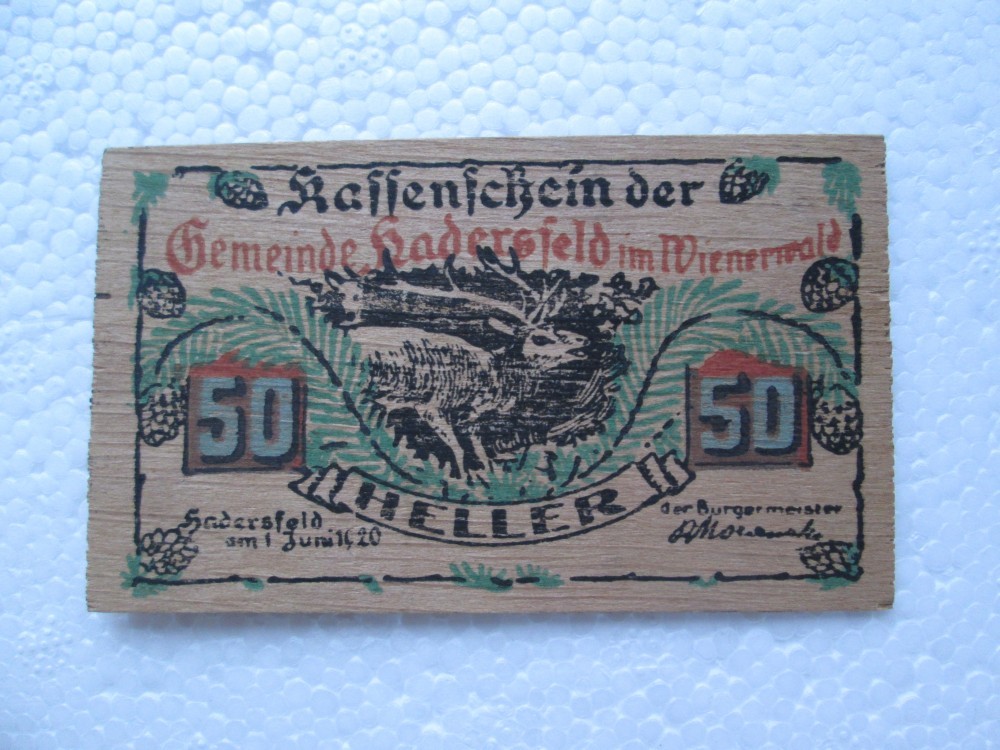 Kassenschein der
Gemeinde Hadersfeld im Wienerwald
50 50
HELLER
Hadersfeld
am 1 Juni 1920
der Burgermeister